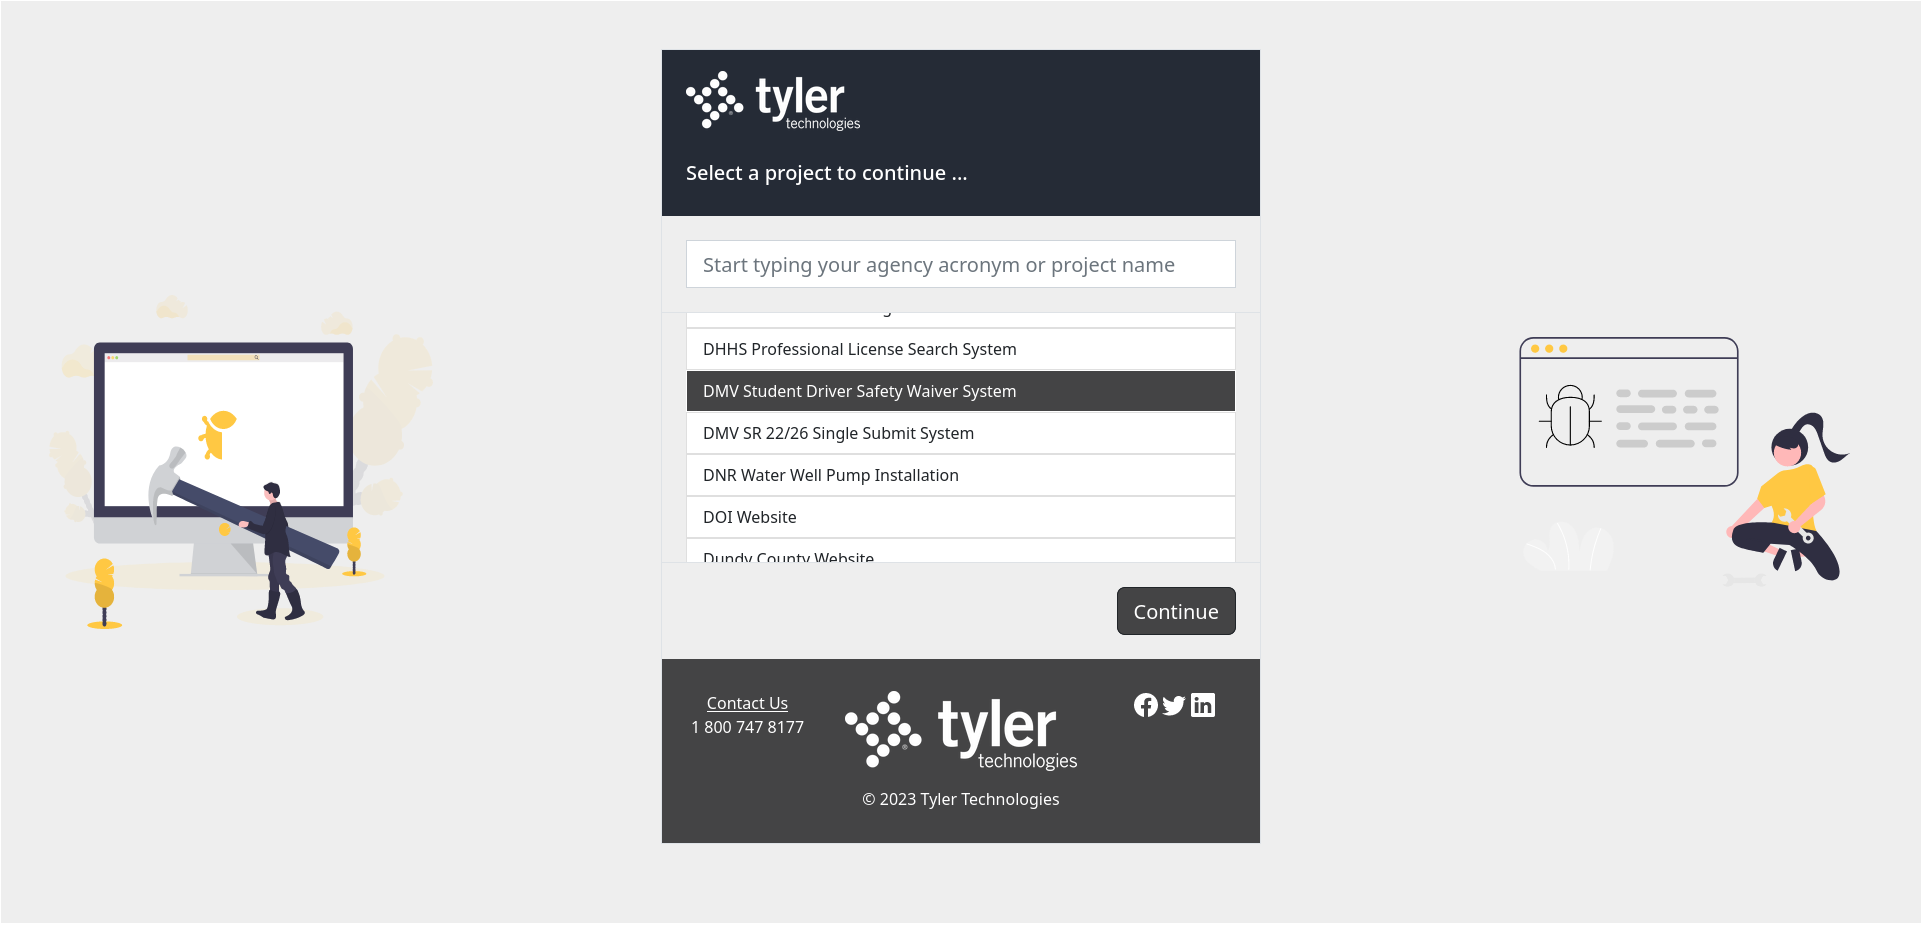 tyler
technologies
Select a project to continue ...
Start typing your agency acronym or project name
DHHS Professional License Search System
DMV Student Driver Safety Waiver System
DMV SR 22/26 Single Submit System
DNR Water Well Pump Installation
DOI Website
Dundy County Website
Continue
Contact Us
1 800 747 8177
tyler
technologies
© 2023 Tyler Technologies